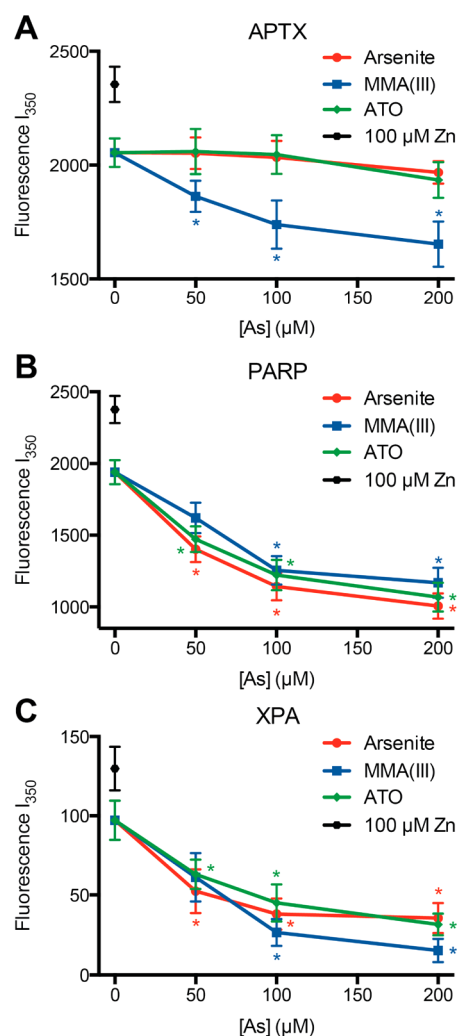 A
APTX
2500
2000
1500
Fluorescence I350
Arsenite
MMA(III)
ATO
100 µM Zn
*
*
*
0
50
100
150
200
[As] (µM)
B
PARP
2500
2000
1500
1000
Fluorescence I350
Arsenite
MMA(III)
ATO
100 µM Zn
*
*
*
*
*
*
*
*
0
50
100
150
200
[As] (µM)
C
XPA
150
100
50
0
Fluorescence I350
Arsenite
MMA(III)
ATO
100 µM Zn
*
*
*
*
*
*
*
*
0
50
100
150
200
[As] (µM)